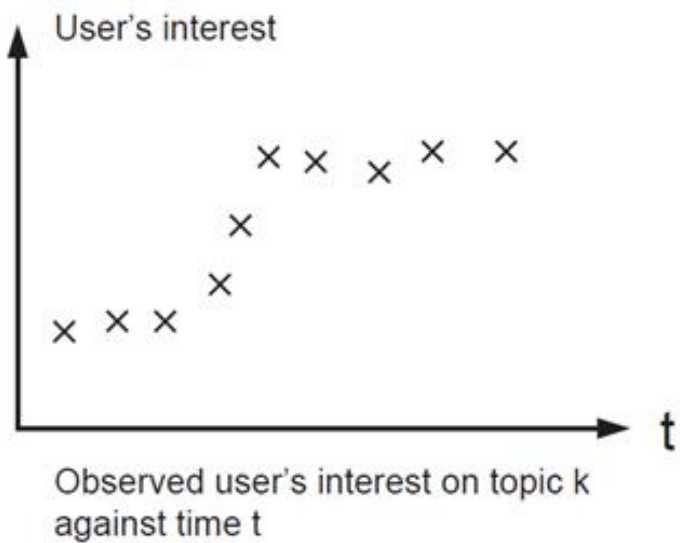 User's interest
t
Observed user's interest on topic k
against time t